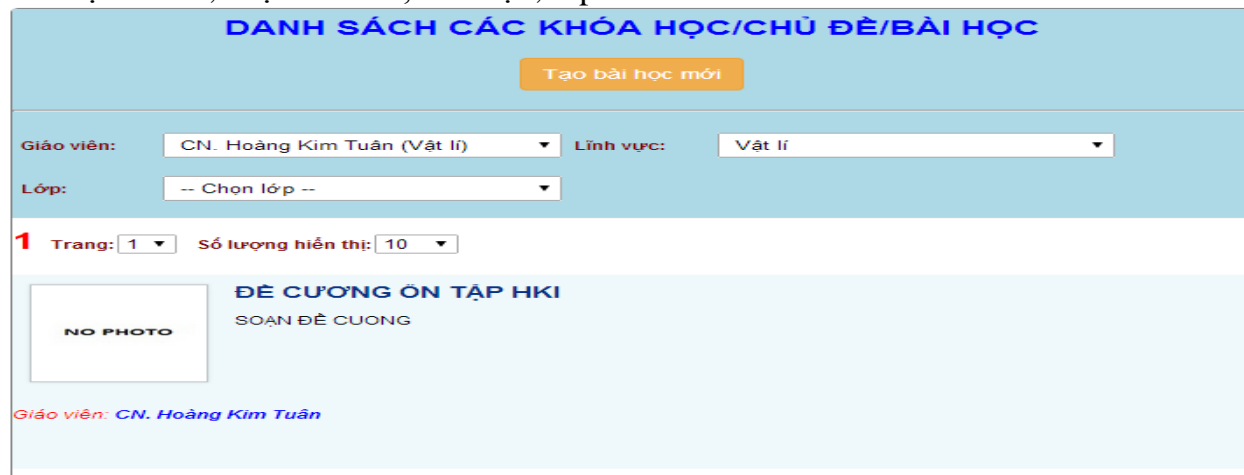 DANH SÁCH CÁC KHÓA HỌC/CHỦ ĐỀ/BÀI HỌC
Tạo bài học mới
Giáo viên: CN. Hoàng Kim Tuân (Vật lí) Lĩnh vực: Vật lí
Lớp: -- Chọn lớp --
1 Trang: 1 Số lượng hiển thị: 10
ĐỀ CƯƠNG ÔN TẬP HKI
NO PHOTO SOẠN ĐỀ CUONG
Giáo viên: CN. Hoàng Kim Tuân